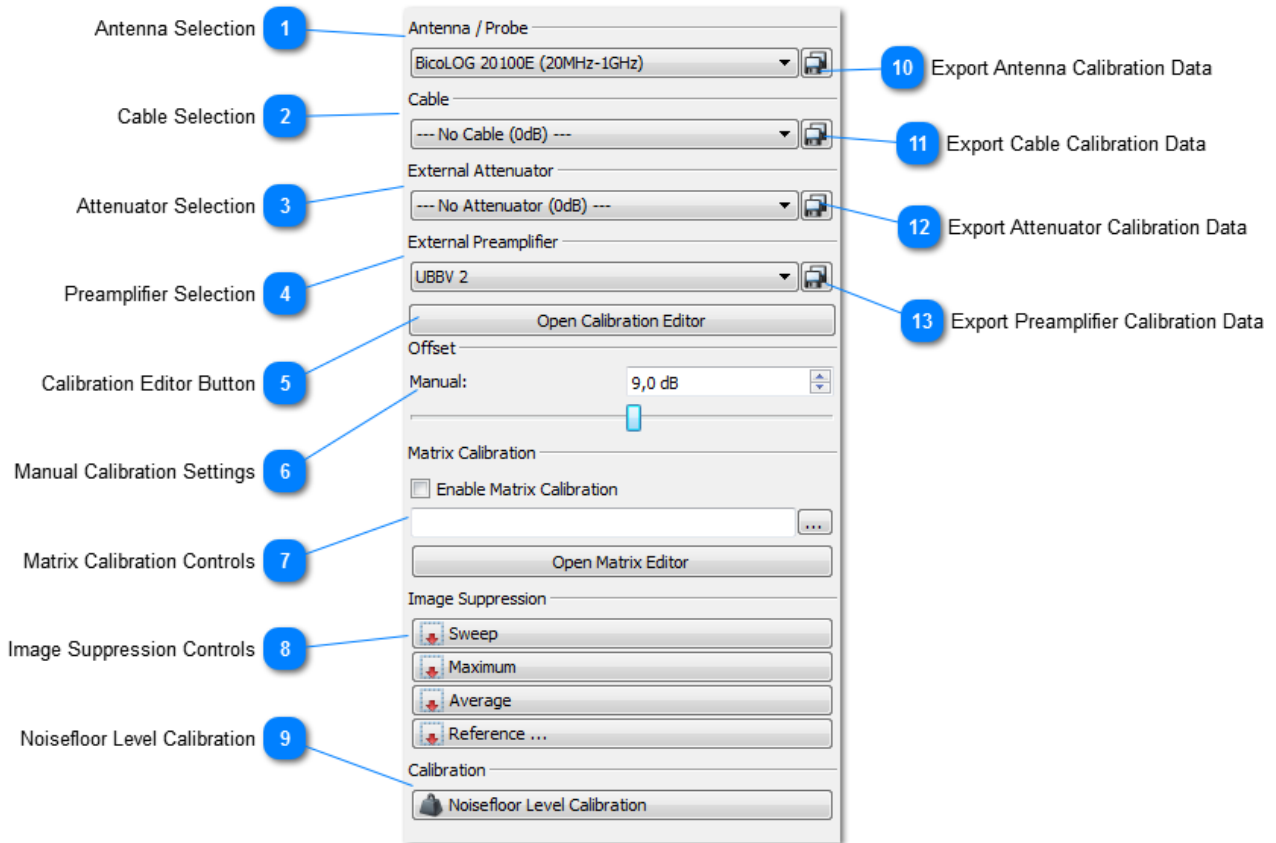 Antenna Selection 1
Antenna / Probe
BicoLOG 20100E (20MHz-1GHz)
10 Export Antenna Calibration Data
Cable Selection 2
Cable
--- No Cable (0dB) ---
11 Export Cable Calibration Data
Attenuator Selection 3
External Attenuator
--- No Attenuator (0dB) ---
12 Export Attenuator Calibration Data
Preamplifier Selection 4
External Preamplifier
UBBV 2
13 Export Preamplifier Calibration Data
Open Calibration Editor
Calibration Editor Button 5
Offset
Manual: 9,0 dB
Manual Calibration Settings 6
Matrix Calibration
Enable Matrix Calibration
...
Matrix Calibration Controls 7
Open Matrix Editor
Image Suppression
Image Suppression Controls 8
Sweep
Maximum
Average
Reference ...
Noisefloor Level Calibration 9
Calibration
Noisefloor Level Calibration